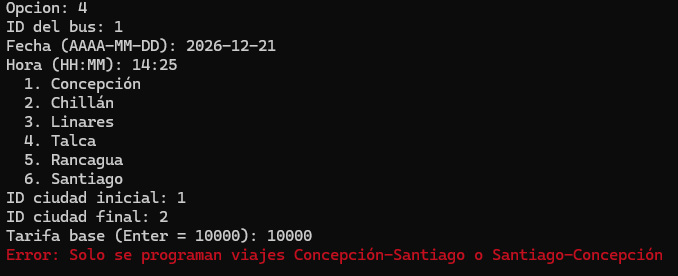 Opcion: 4
ID del bus: 1
Fecha (AAAA-MM-DD): 2026-12-21
Hora (HH:MM): 14:25
1. Concepción
2. Chillán
3. Linares
4. Talca
5. Rancagua
6. Santiago
ID ciudad inicial: 1
ID ciudad final: 2
Tarifa base (Enter = 10000): 10000
Error: Solo se programan viajes Concepción-Santiago o Santiago-Concepción